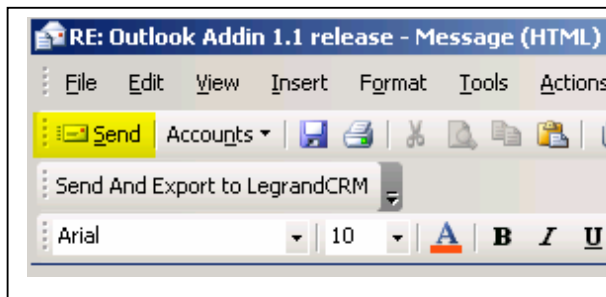 RE: Outlook Addin 1.1 release - Message (HTML)
File Edit View Insert Format Tools Actions
Send Accounts
Send And Export to LegrandCRM
Arial 10 A B I U